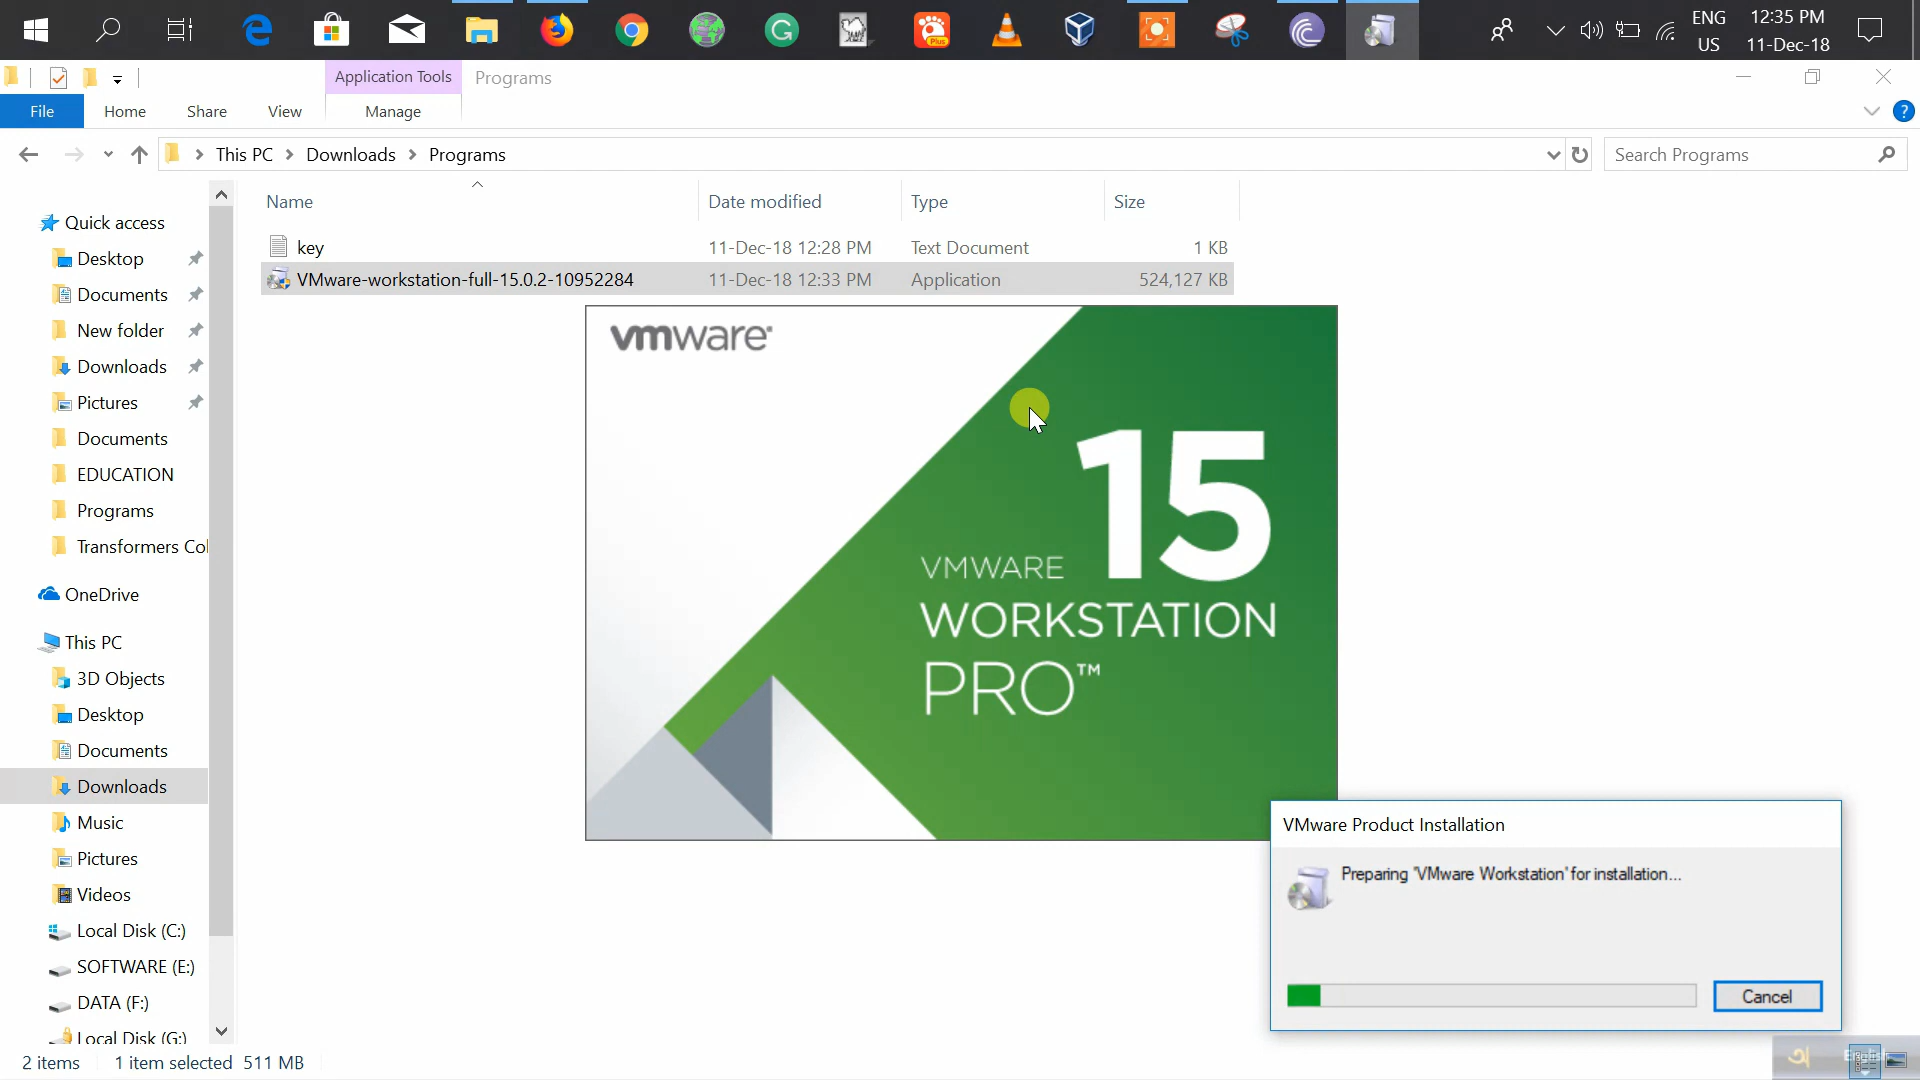 ENG
US
12:35 PM
11-Dec-18
Application Tools
Programs
File
Home
Share
View
Manage
This PC
Downloads
Programs
Search Programs
Name
Date modified
Type
Size
key
11-Dec-18 12:28 PM
Text Document
1 KB
VMware-workstation-full-15.0.2-10952284
11-Dec-18 12:33 PM
Application
524,127 KB
Quick access
Desktop
Documents
New folder
Downloads
Pictures
Documents
EDUCATION
Programs
Transformers Col
OneDrive
This PC
3D Objects
Desktop
Documents
Downloads
Music
Pictures
Videos
Local Disk (C:)
SOFTWARE (E:)
DATA (F:)
Local Disk (G:)
vmware
15
VMWARE
WORKSTATION
PRO™
VMware Product Installation
Preparing 'VMware Workstation' for installation...
Cancel
2 items
1 item selected 511 MB